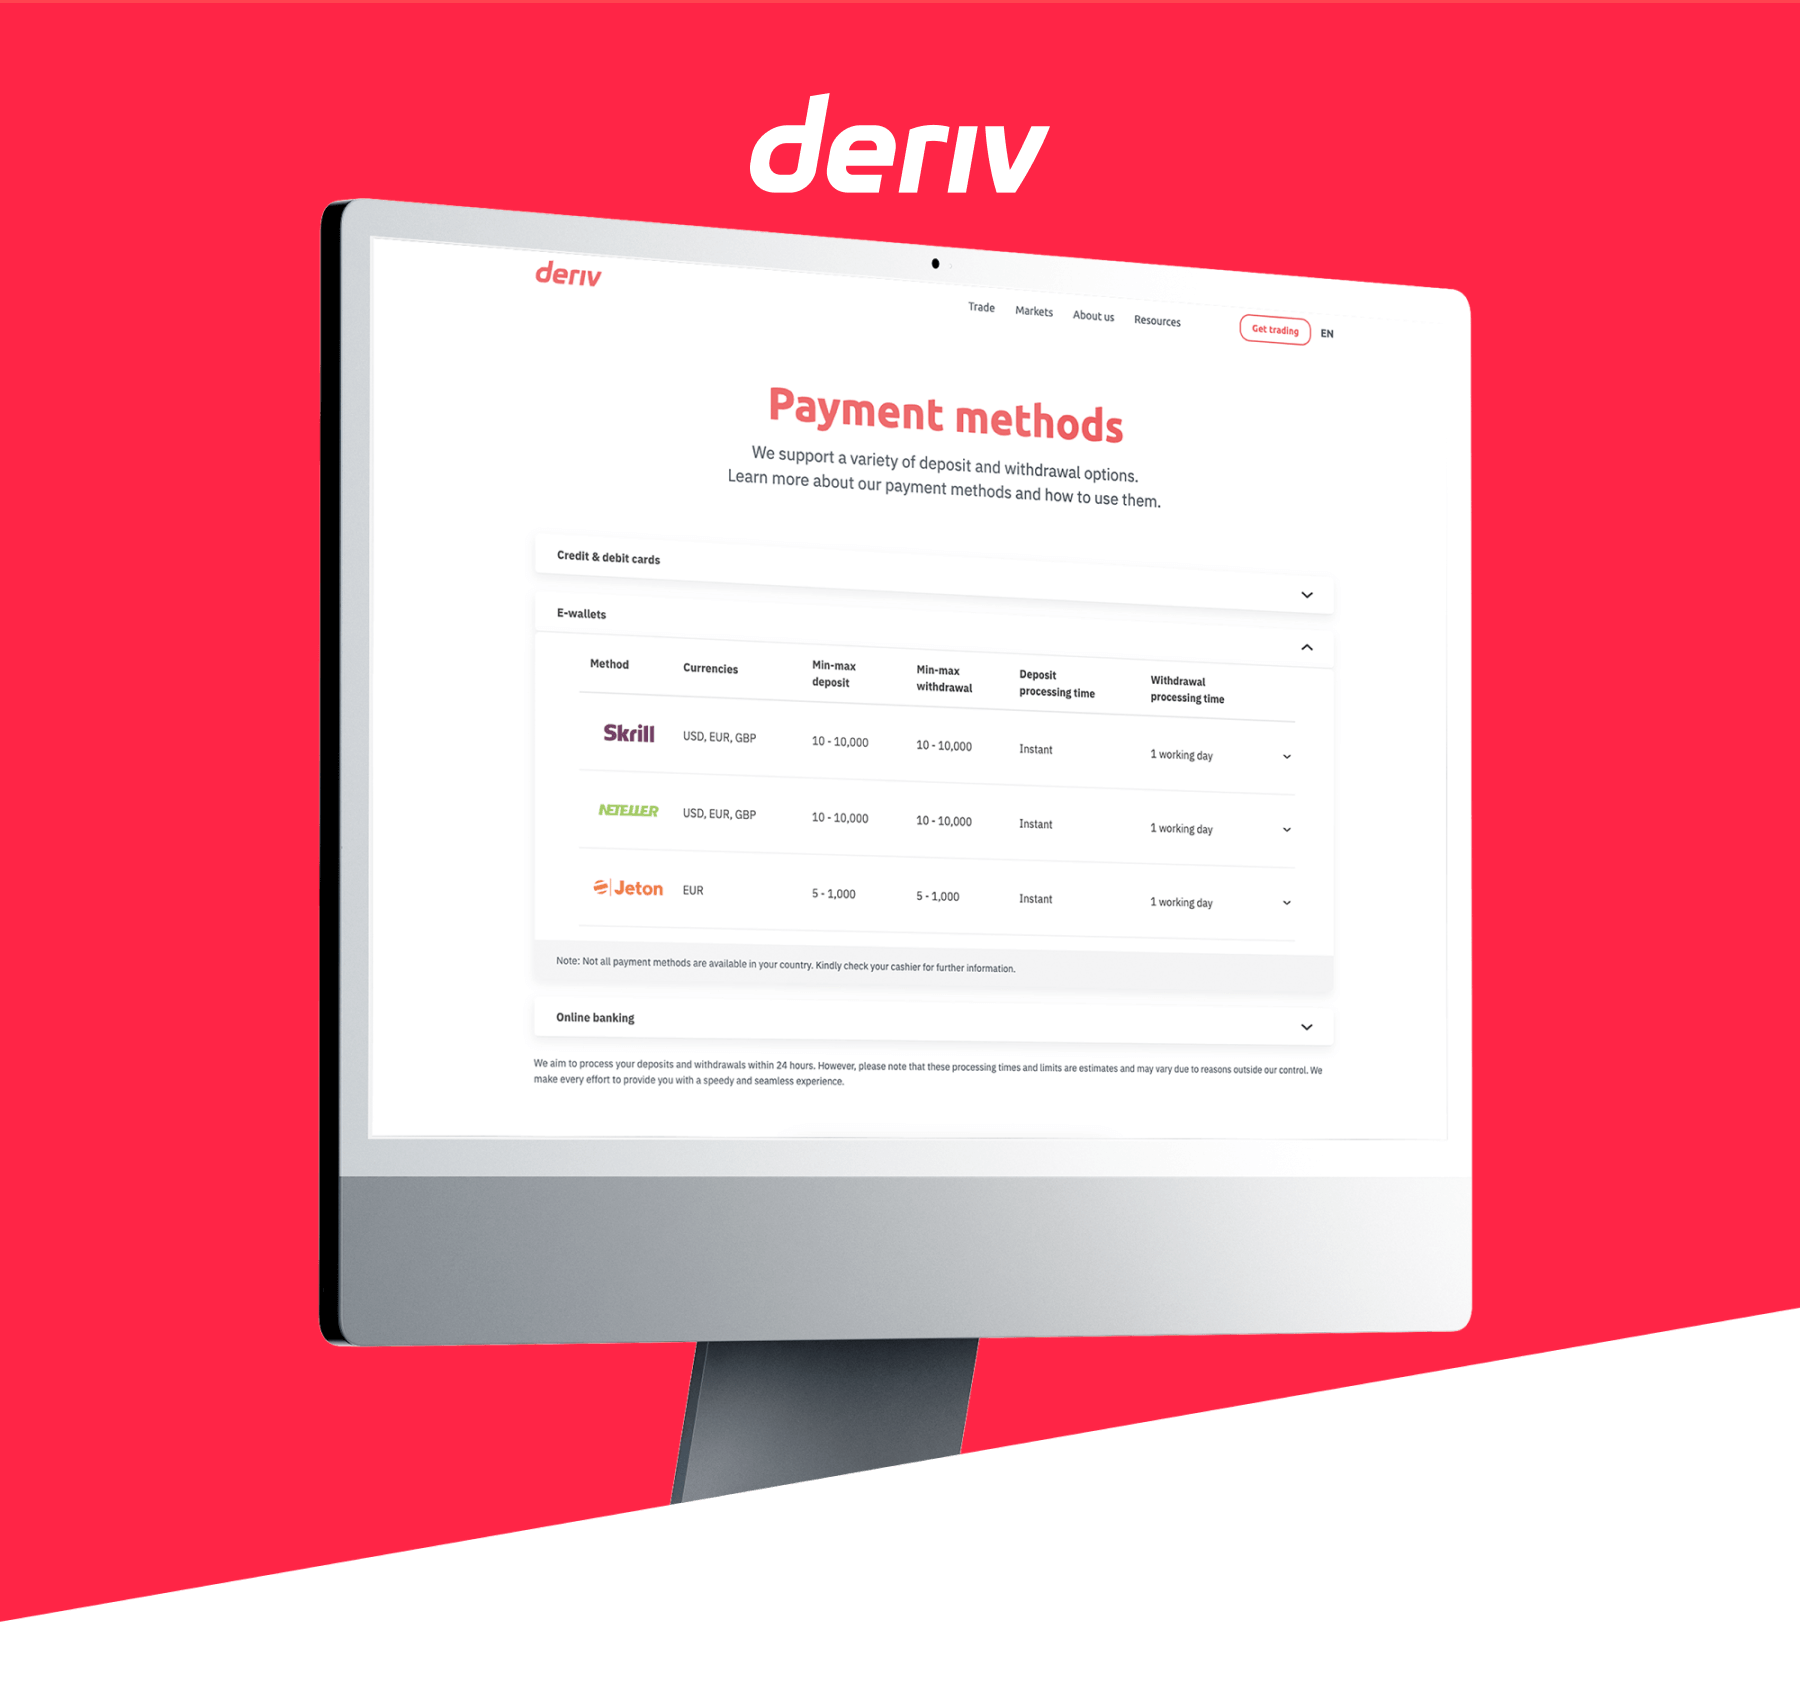 deriv
deriv
Trade Markets About us Resources Get trading EN
Payment methods
We support a variety of deposit and withdrawal options.
Learn more about our payment methods and how to use them.
Credit & debit cards
E-wallets
Method Currencies Min-max deposit Min-max withdrawal Deposit processing time Withdrawal processing time
Skrill USD, EUR, GBP 10 - 10,000 10 - 10,000 Instant 1 working day
NETELLER USD, EUR, GBP 10 - 10,000 10 - 10,000 Instant 1 working day
Jeton EUR 5 - 1,000 5 - 1,000 Instant 1 working day
Note: Not all payment methods are available in your country. Kindly check your cashier for further information.
Online banking
We aim to process your deposits and withdrawals within 24 hours. However, please note that these processing times and limits are estimates and may vary due to reasons outside our control. We
make every effort to provide you with a speedy and seamless experience.